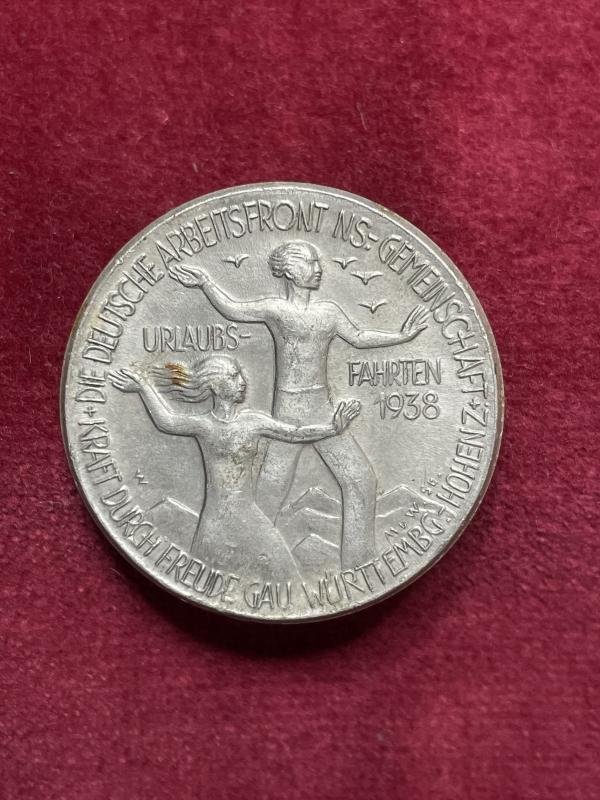 + DIE DEUTSCHE ARBEITSFRONT NS=GEMEINSCHAFT +
+ KRAFT DURCH FREUDE GAU WÜRTTEMBG-HOHENZ
URLAUBS-
FAHRTEN
1938
W
M.v.W.